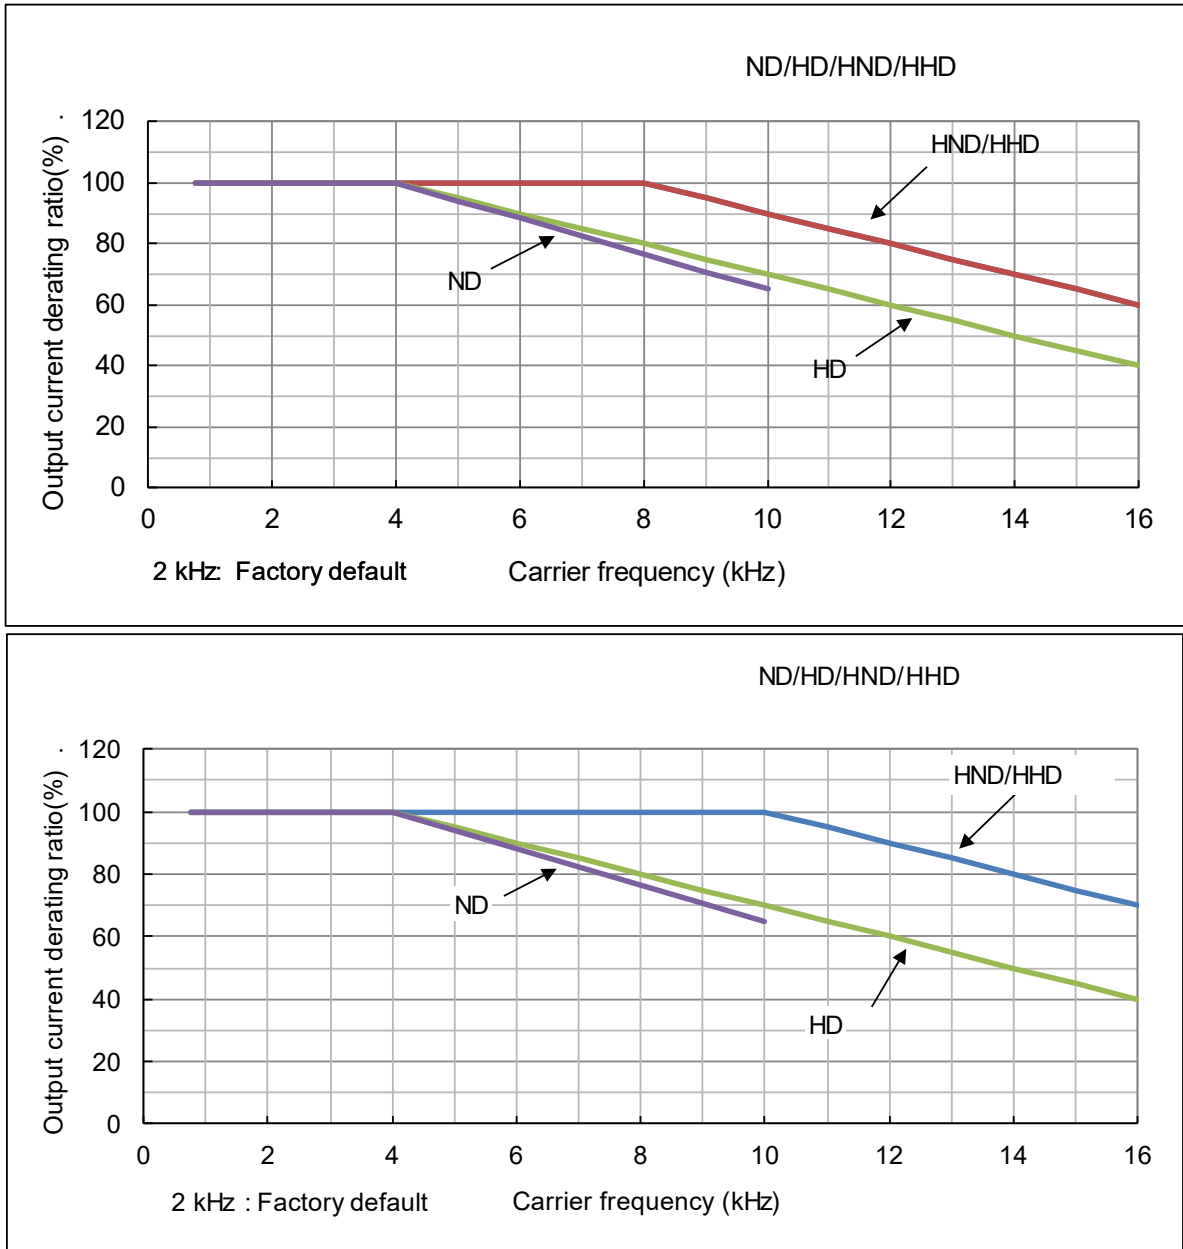 ND/HD/HND/HHD
Output current derating ratio(%) .
120
100
80
60
40
20
0
HND/HHD
ND
HD
0 2 4 6 8 10 12 14 16
2 kHz: Factory default Carrier frequency (kHz)
ND/HD/HND/HHD
Output current derating ratio(%) .
120
100
80
60
40
20
0
HND/HHD
ND
HD
0 2 4 6 8 10 12 14 16
2 kHz : Factory default Carrier frequency (kHz)